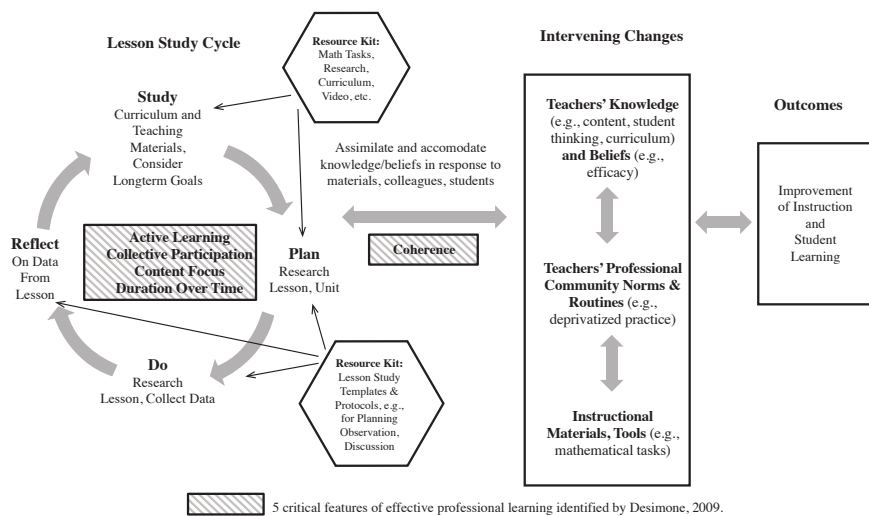 Lesson Study Cycle
Resource Kit:
Math Tasks,
Research,
Curriculum,
Video, etc.
Study
Curriculum and
Teaching
Materials,
Consider
Longterm Goals
Assimilate and accomodate
knowledge/beliefs in response to
materials, colleagues, students
Reflect
On Data
From
Lesson
Active Learning
Collective Participation
Content Focus
Duration Over Time
Plan
Research
Lesson, Unit
Coherence
Do
Research
Lesson, Collect Data
Resource Kit:
Lesson Study
Templates &
Protocols, e.g.,
for Planning
Observation,
Discussion
Intervening Changes
Teachers’ Knowledge
(e.g., content, student
thinking, curriculum)
and Beliefs (e.g.,
efficacy)
Teachers’ Professional
Community Norms &
Routines (e.g.,
deprivatized practice)
Instructional
Materials, Tools (e.g.,
mathematical tasks)
Outcomes
Improvement
of Instruction
and
Student
Learning
5 critical features of effective professional learning identified by Desimone, 2009.